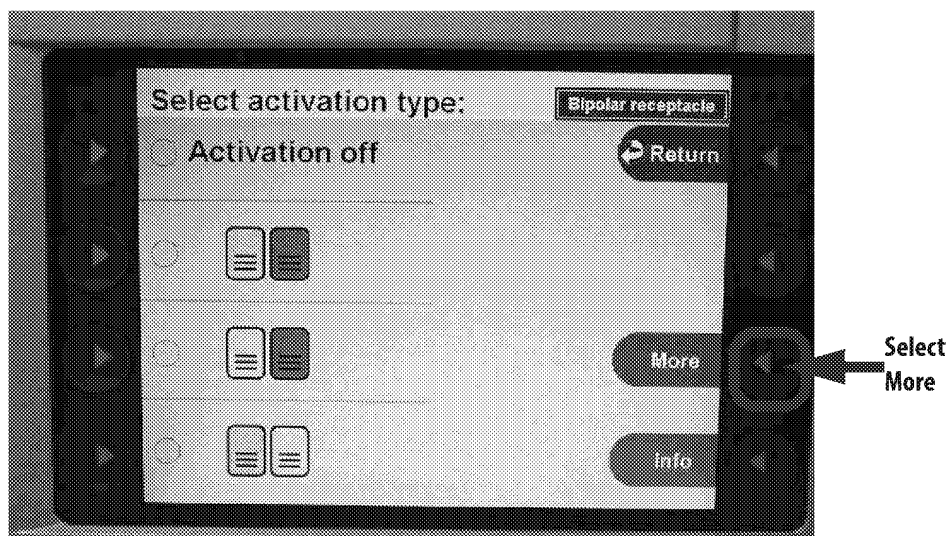 Select activation type:
Bipolar receptacle
Activation off
Return
More
Info
Select
More